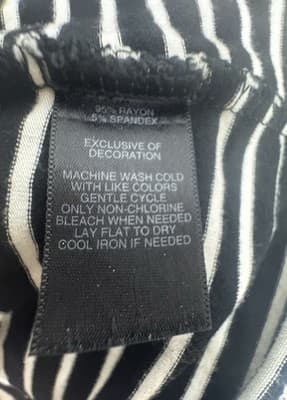 95% RAYON
5% SPANDEX
EXCLUSIVE OF
DECORATION
MACHINE WASH COLD
WITH LIKE COLORS
GENTLE CYCLE
ONLY NON-CHLORINE
BLEACH WHEN NEEDED
LAY FLAT TO DRY
COOL IRON IF NEEDED